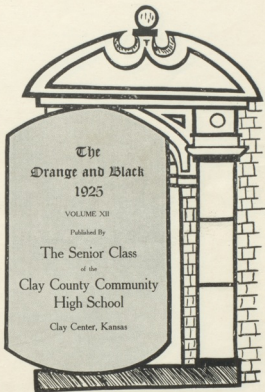 The
Orange and Black
1925
VOLUME XII
Published By
The Senior Class
of the
Clay County Community
High School
Clay Center, Kansas